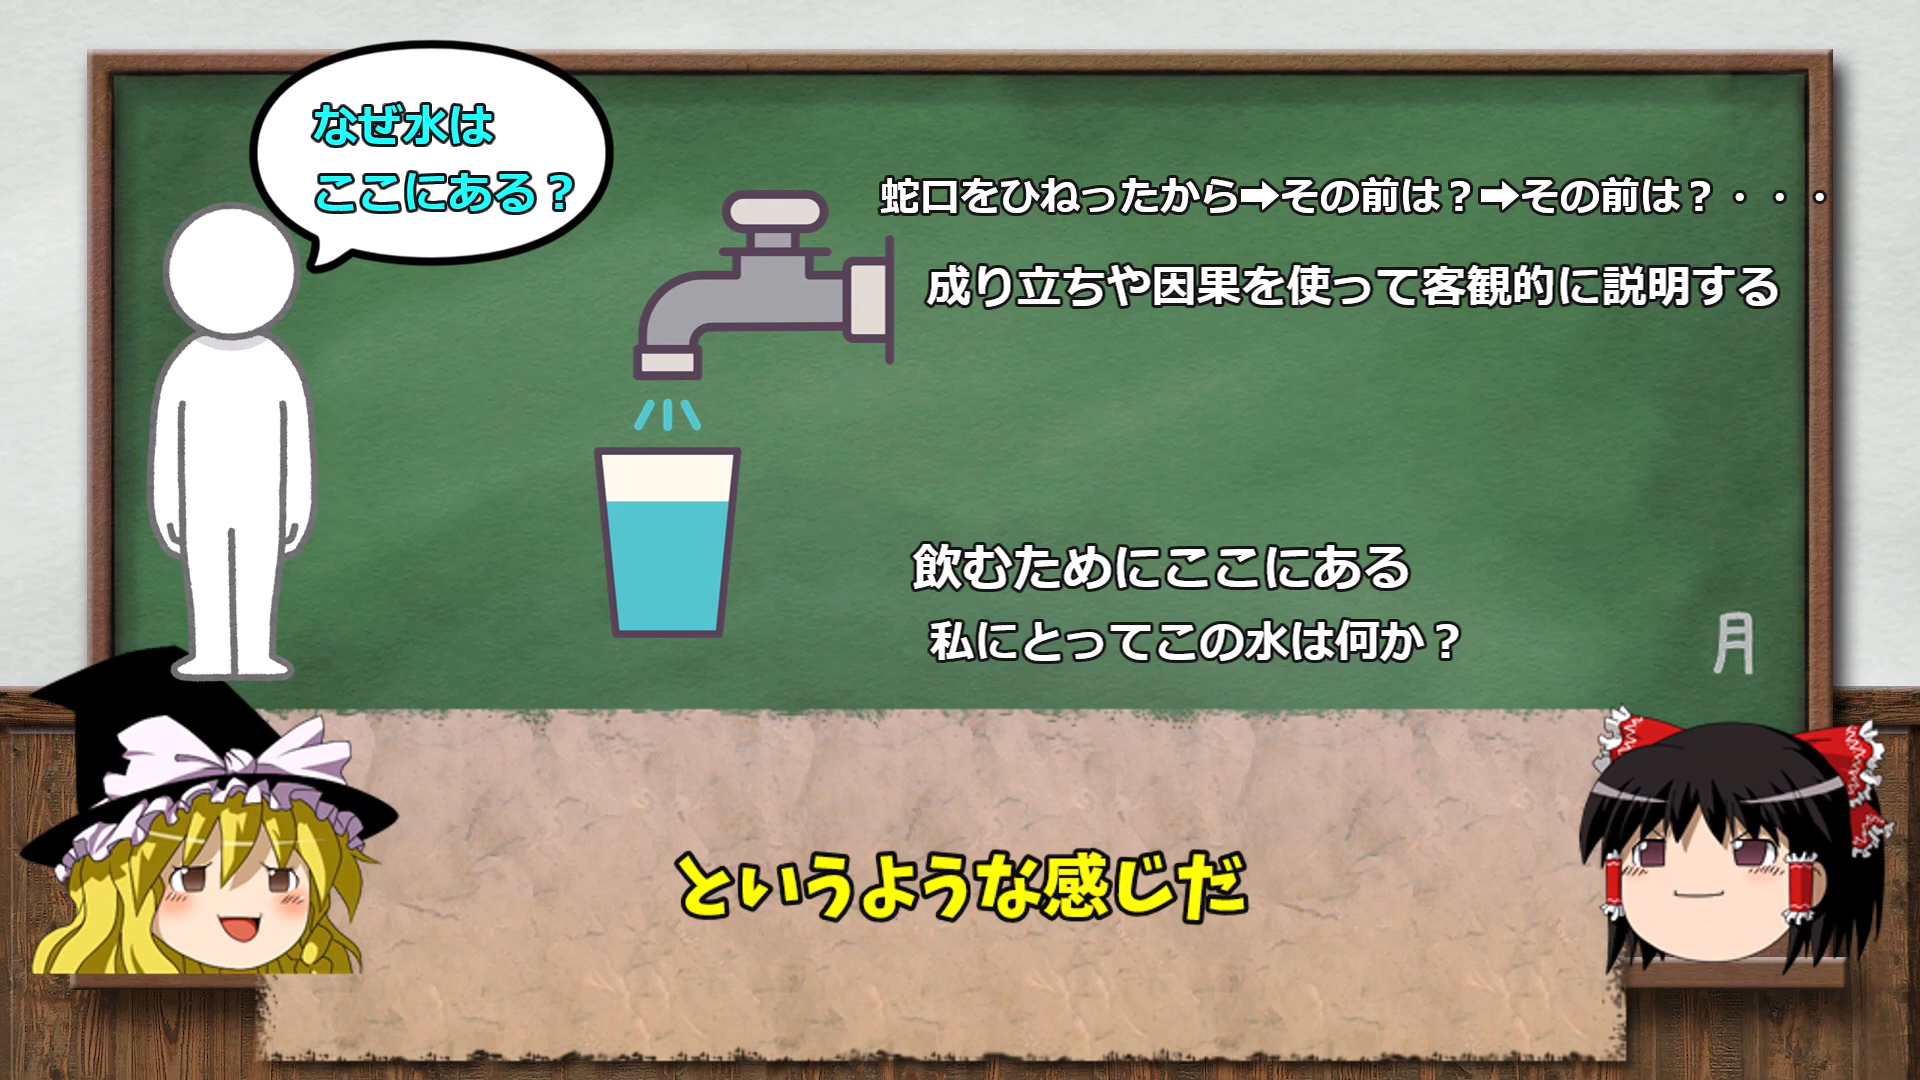 なぜ水は
ここにある？
蛇口をひねったから➡その前は？➡その前は？・・・
成り立ちや因果を使って客観的に説明する
飲むためにここにある
私にとってこの水は何か？
月
というような感じだ